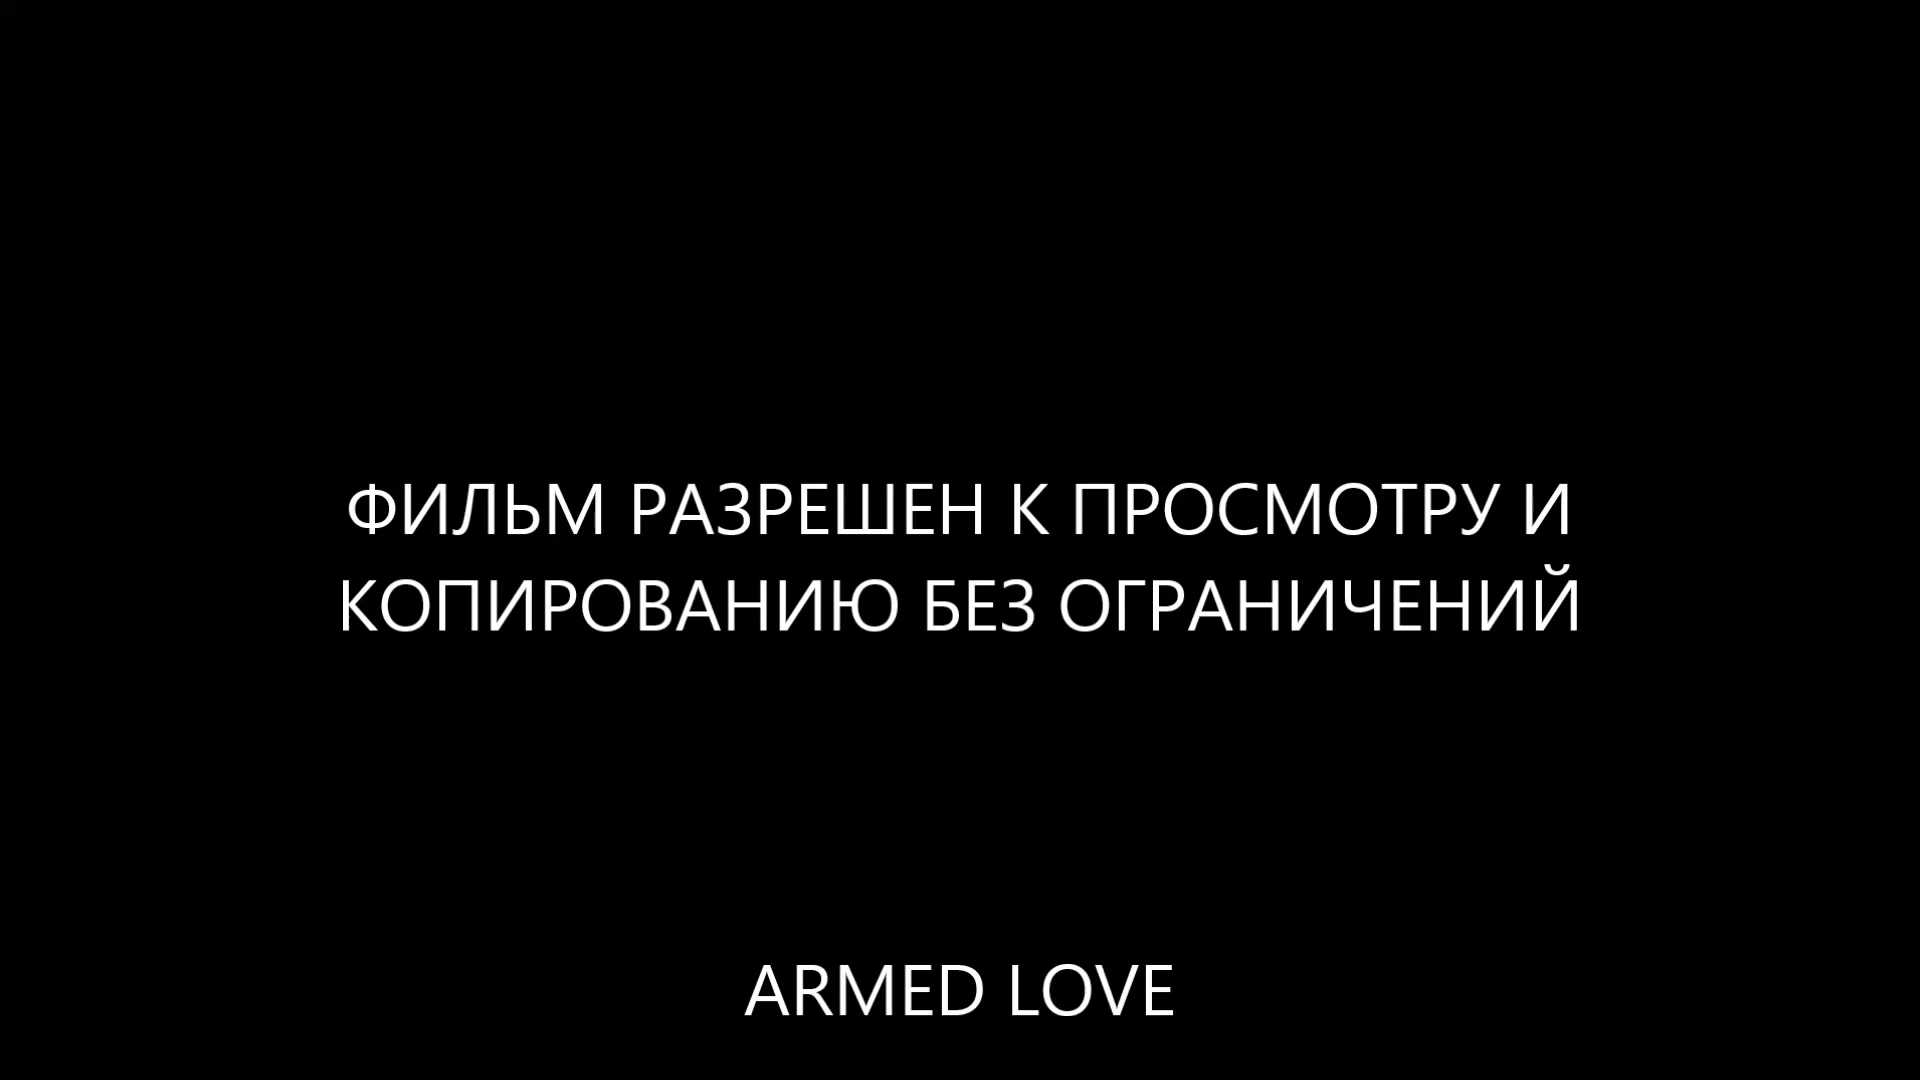 ФИЛЬМ РАЗРЕШЕН К ПРОСМОТРУ И
КОПИРОВАНИЮ БЕЗ ОГРАНИЧЕНИЙ
ARMED LOVE